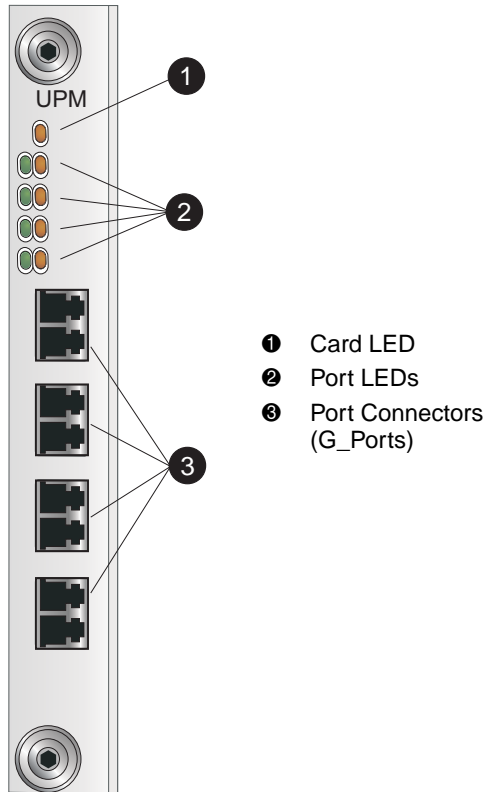 UPM
1
2
3
❶ Card LED
❷ Port LEDs
❸ Port Connectors
(G_Ports)